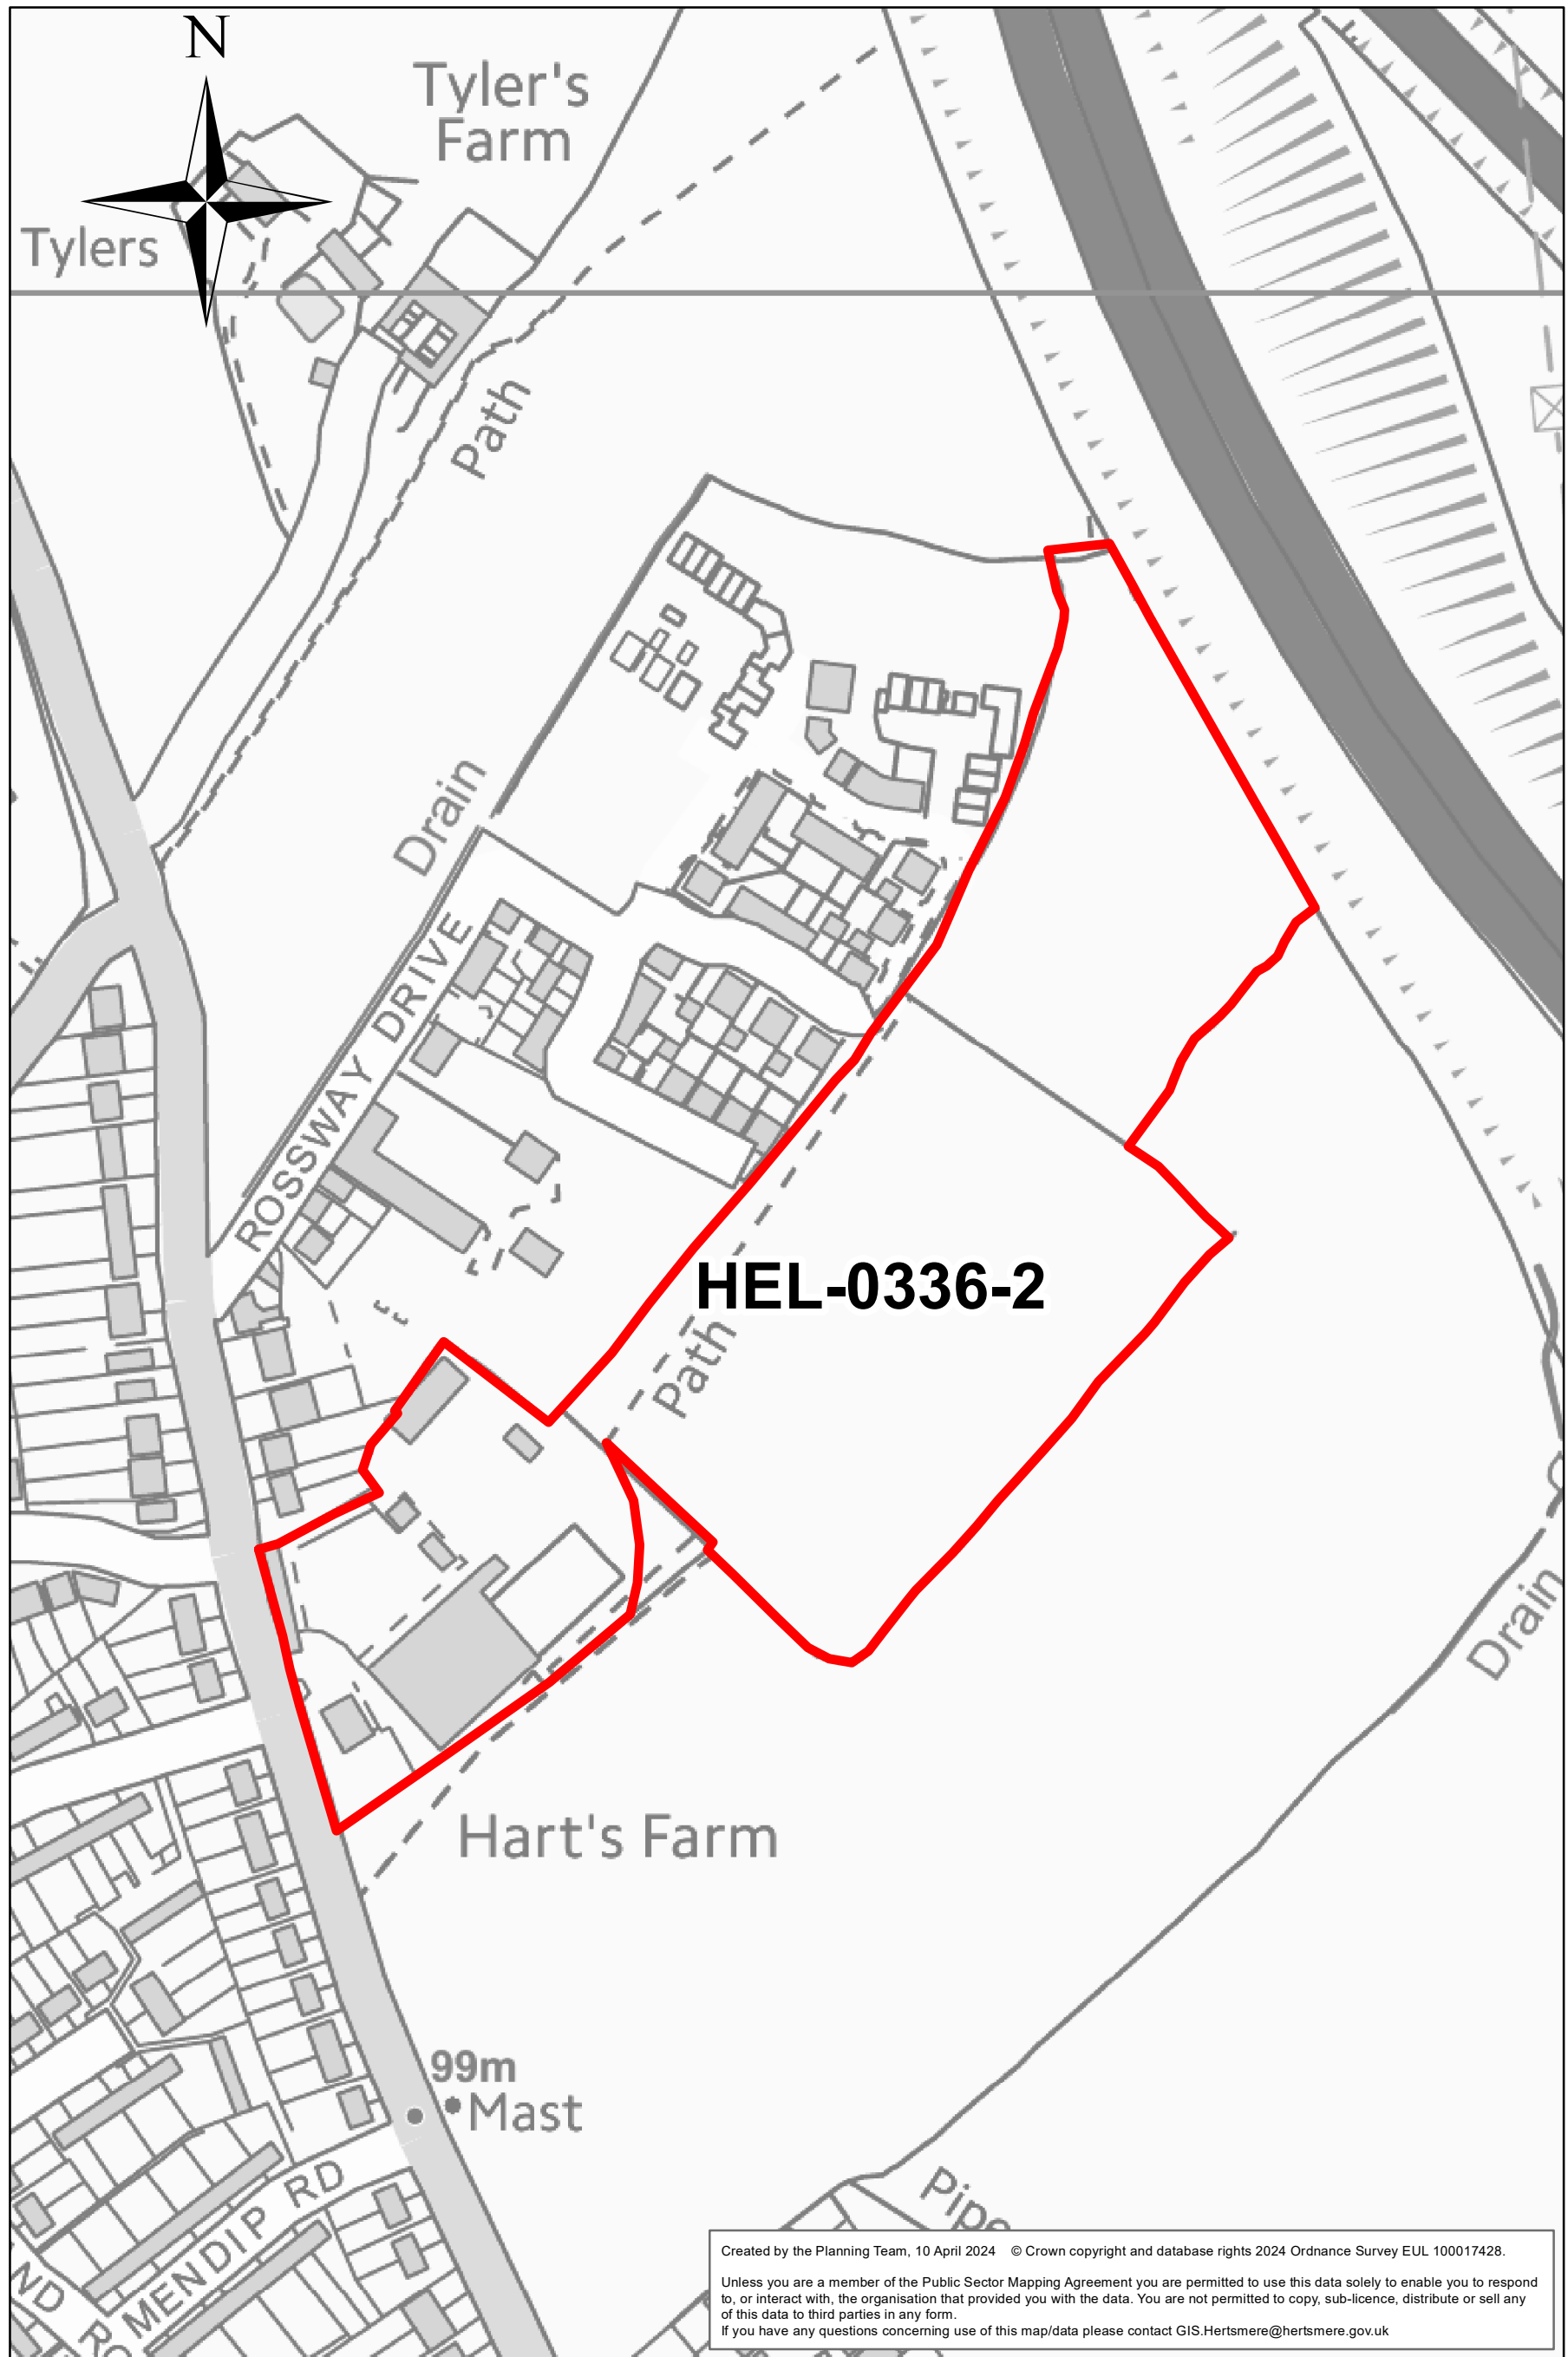 N
Tyler's
Farm
Tylers
Path
Drain
ROSSWAY DRIVE
HEL-0336-2
Path
Drain
Hart's Farm
99m
Mast
MENDIP RD
Pipe
Created by the Planning Team, 10 April 2024 © Crown copyright and database rights 2024 Ordnance Survey EUL 100017428.
Unless you are a member of the Public Sector Mapping Agreement you are permitted to use this data solely to enable you to respond
to, or interact with, the organisation that provided you with the data. You are not permitted to copy, sub-licence, distribute or sell any
of this data to third parties in any form.
If you have any questions concerning use of this map/data please contact GIS.Hertsmere@hertsmere.gov.uk